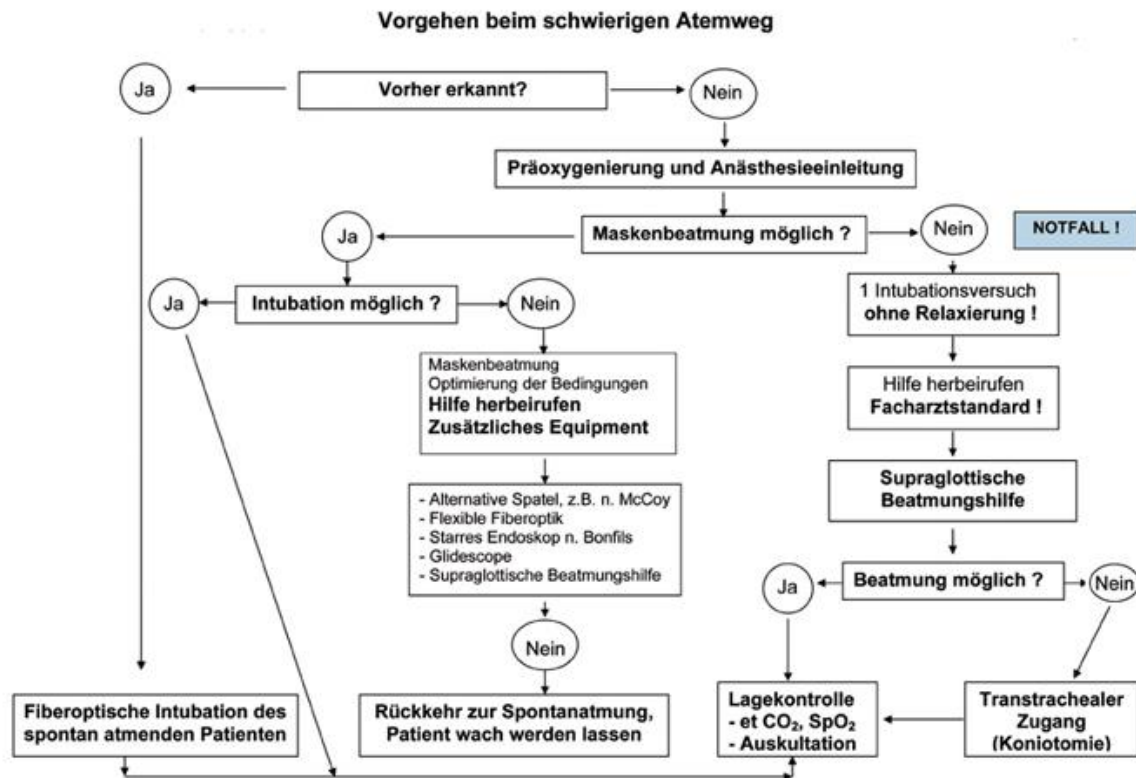 Vorgehen beim schwierigen Atemweg
Ja
Vorher erkannt?
Nein
Präoxygenierung und Anästhesieeinleitung
Ja
Maskenbeatmung möglich ?
Nein
NOTFALL !
Ja
Intubation möglich ?
Nein
1 Intubationsversuch
ohne Relaxierung !
Maskenbeatmung
Optimierung der Bedingungen
Hilfe herbeirufen
Zusätzliches Equipment
Hilfe herbeirufen
Facharztstandard !
- Alternative Spatel, z.B. n. McCoy
- Flexible Fiberoptik
- Starres Endoskop n. Bonfils
- Glidescope
- Supraglottische Beatmungshilfe
Supraglottische
Beatmungshilfe
Ja
Beatmung möglich ?
Nein
Nein
Fiberoptische Intubation des
spontan atmenden Patienten
Rückkehr zur Spontanatmung,
Patient wach werden lassen
Lagekontrolle
- et CO₂, SpO₂
- Auskultation
Transtrachealer
Zugang
(Koniotomie)